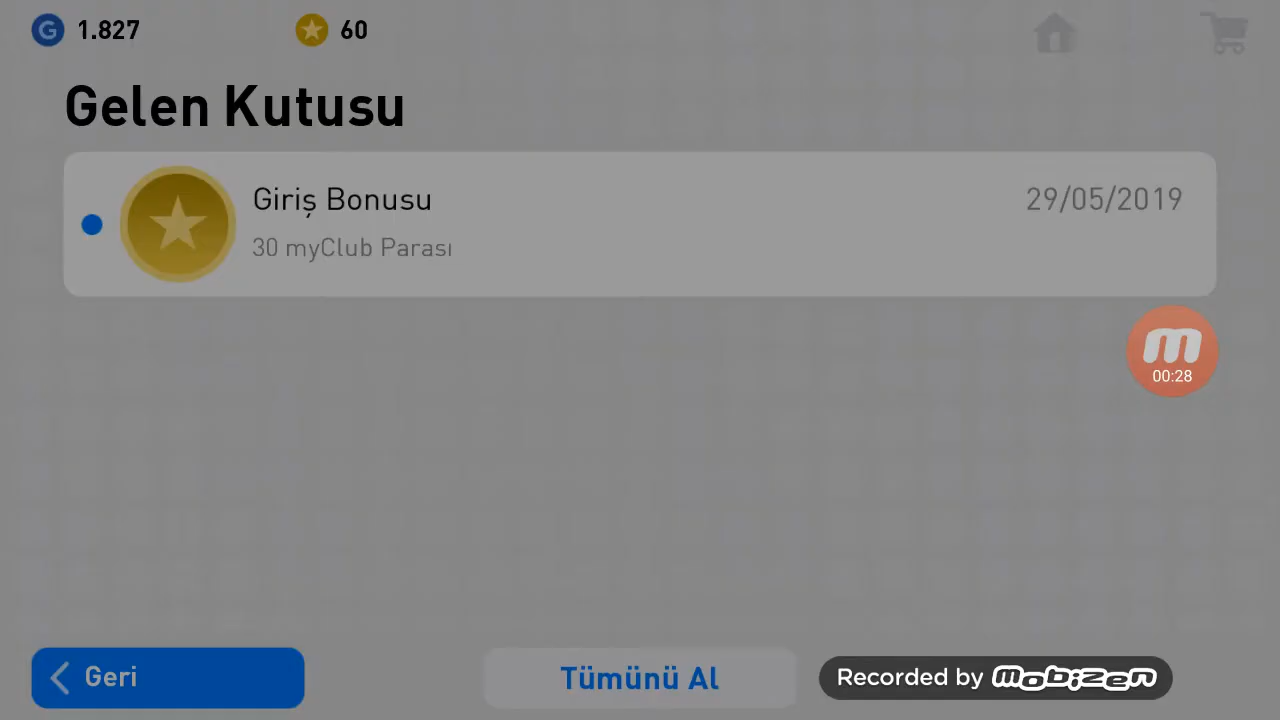 G 1.827 60
Gelen Kutusu
Giriş Bonusu 29/05/2019
30 myClub Parası
m
00:28
Geri
Tümünü Al
Recorded by mobizen